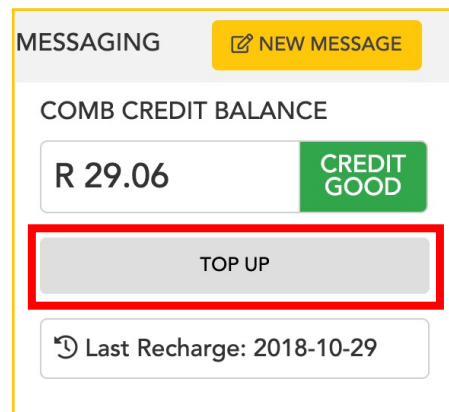 MESSAGING
NEW MESSAGE
COMB CREDIT BALANCE
R 29.06
CREDIT
GOOD
TOP UP
Last Recharge: 2018-10-29